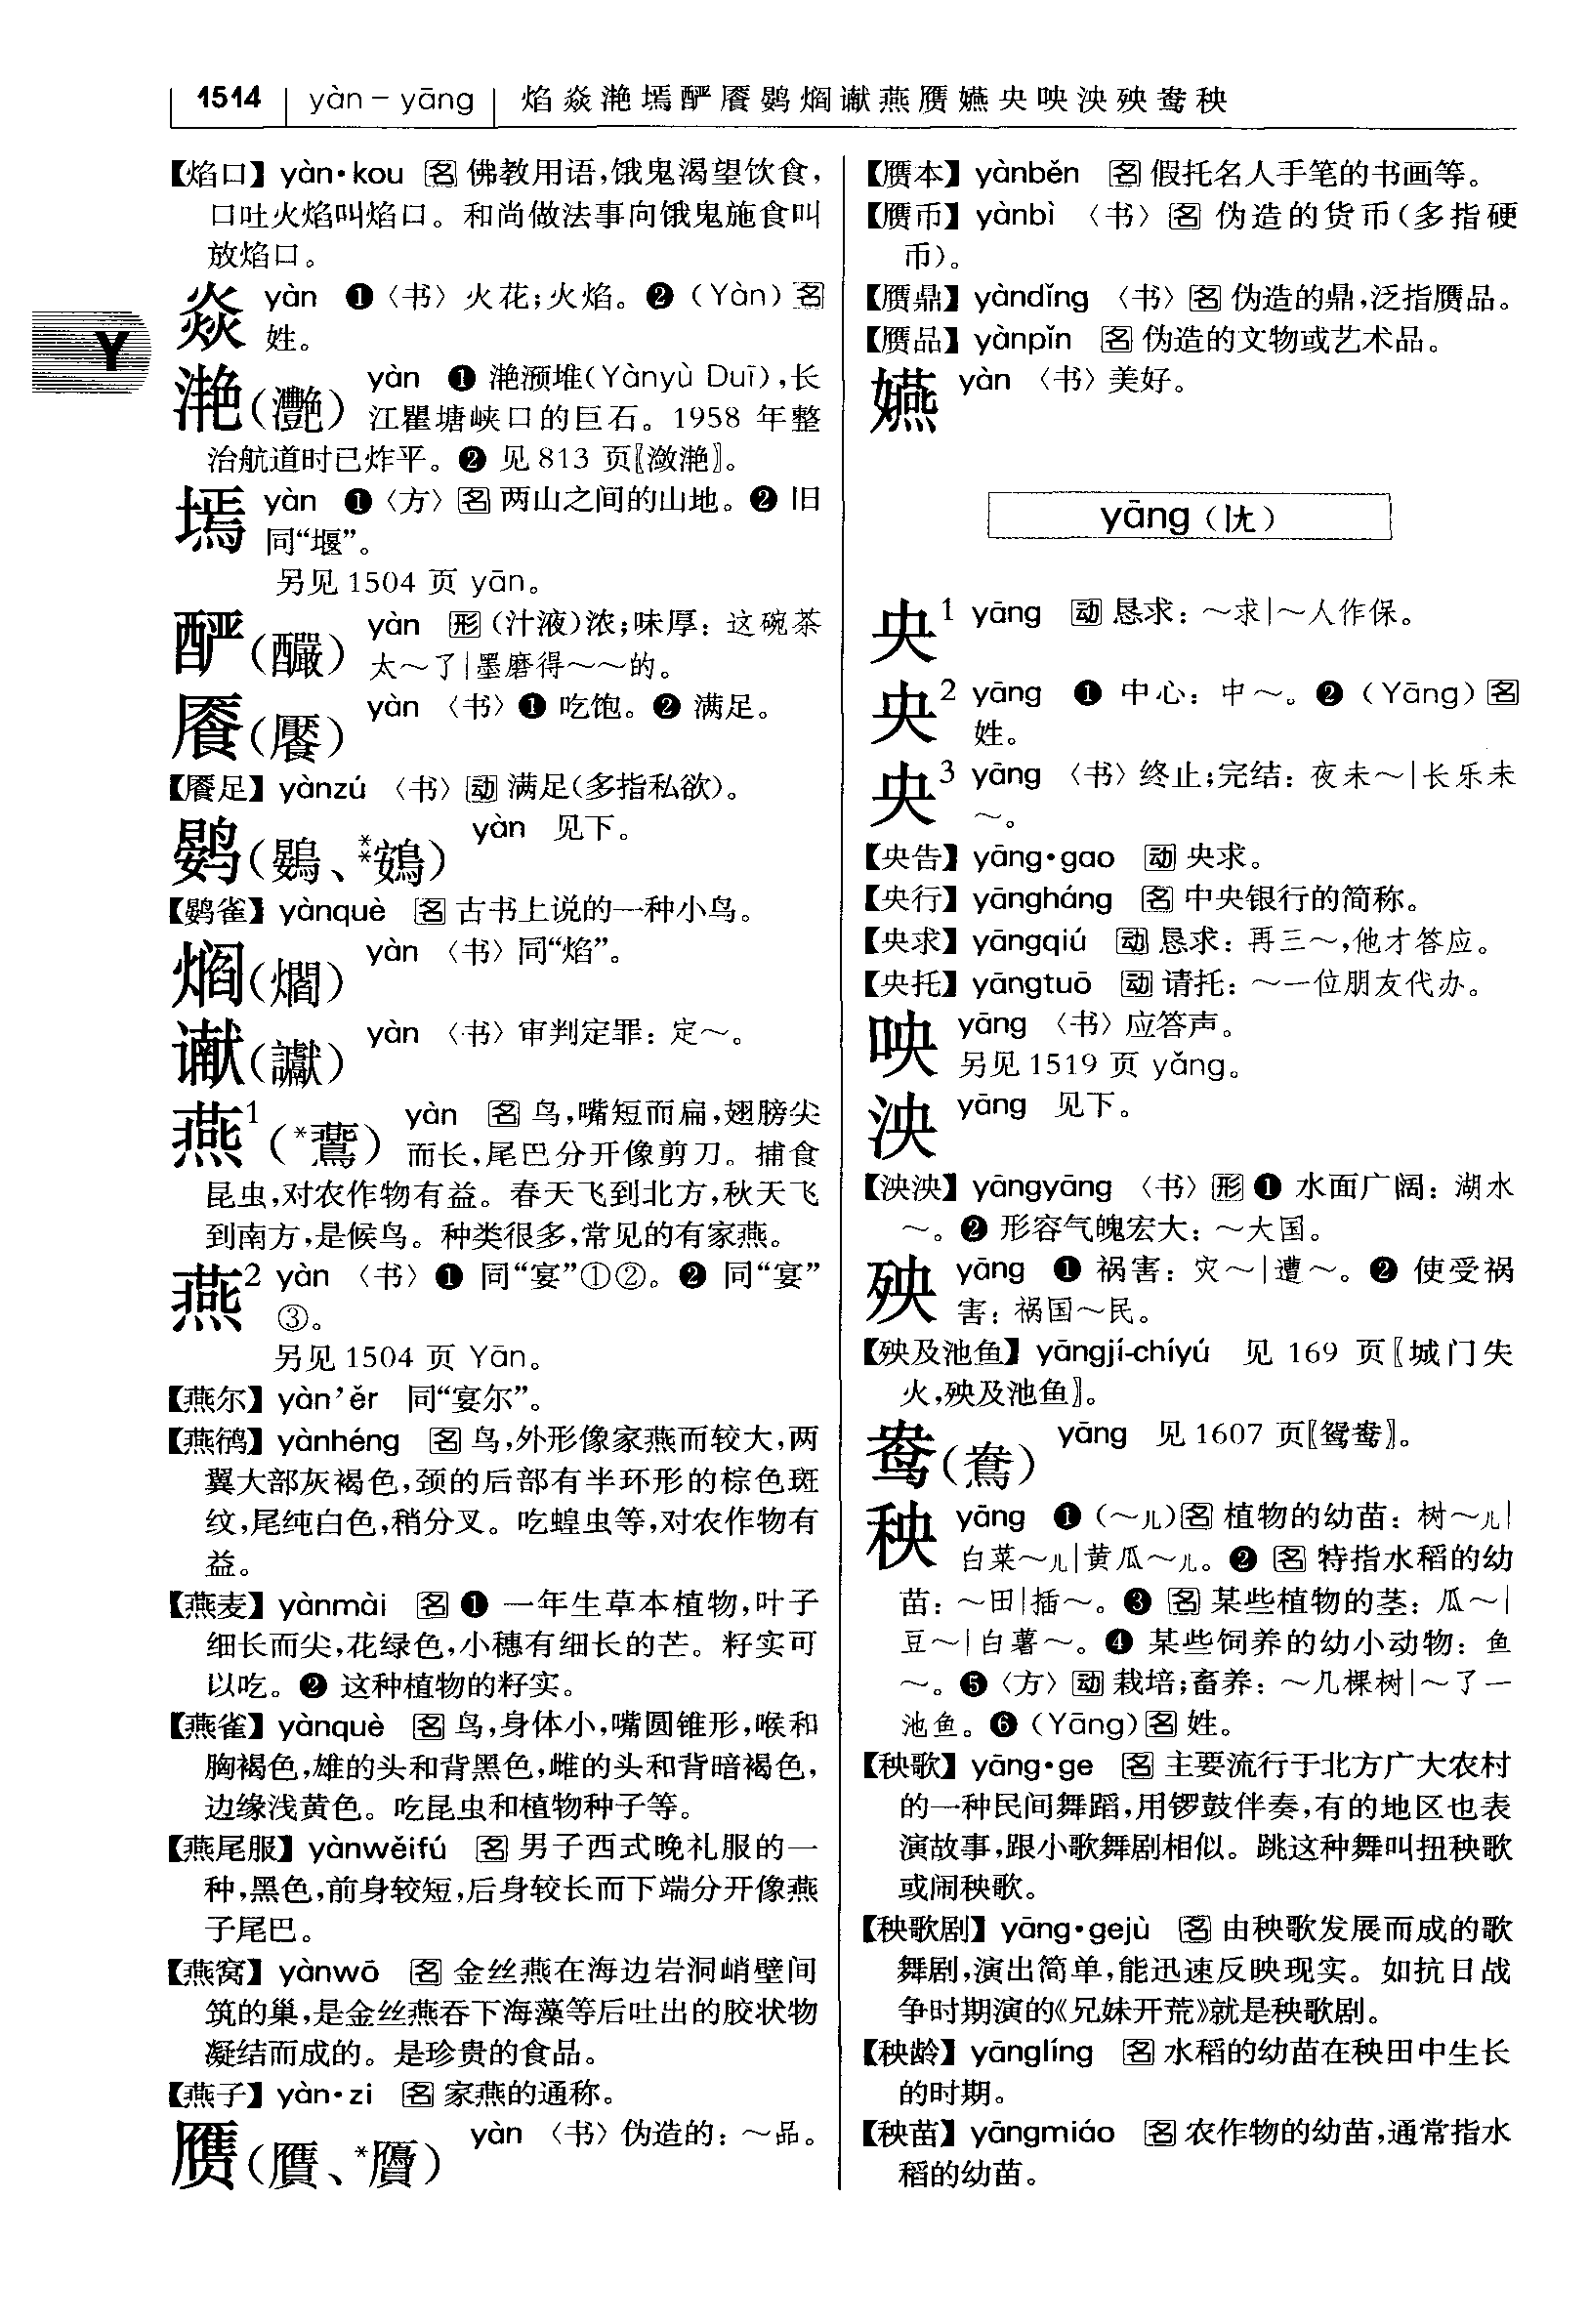 1514 yàn – yāng 焰焱滟墕酽餍鷃爓谳燕赝嬿央咉泱殃鸯秧
Y
【焰口】 yàn·kou 名 佛教用语,饿鬼渴望饮食,
口吐火焰叫焰口。和尚做法事向饿鬼施食叫
放焰口。
焱 yàn ❶〈书〉火花;火焰。❷ (Yàn) 名
姓。
滟(灧) yàn ❶ 滟滪堆(Yànyù Duī),长
江瞿塘峡口的巨石。1958 年整
治航道时已炸平。❷ 见 813 页〖潋滟〗。
墕 yàn ❶〈方〉名 两山之间的山地。❷ 旧
同“堰”。
另见 1504 页 yān。
酽(釅) yàn 形 (汁液)浓;味厚:这碗茶
太～了|墨磨得～～的。
餍(饜) yàn 〈书〉❶ 吃饱。❷ 满足。
【餍足】 yànzú 〈书〉动 满足(多指私欲)。
鷃(鷃、**鴳) yàn 见下。
【鷃雀】 yànquè 名 古书上说的一种小鸟。
爓(爓) yàn 〈书〉同“焰”。
谳(讞) yàn 〈书〉审判定罪:定～。
燕1(*鷰) yàn 名 鸟,嘴短而扁,翅膀尖
而长,尾巴分开像剪刀。捕食
昆虫,对农作物有益。春天飞到北方,秋天飞
到南方,是候鸟。种类很多,常见的有家燕。
燕2 yàn 〈书〉❶ 同“宴”①②。❷ 同“宴”
③。
另见 1504 页 Yān。
【燕尔】 yàn’ěr 同“宴尔”。
【燕鸻】 yànhéng 名 鸟,外形像家燕而较大,两
翼大部灰褐色,颈的后部有半环形的棕色斑
纹,尾纯白色,稍分叉。吃蝗虫等,对农作物有
益。
【燕麦】 yànmài 名 ❶ 一年生草本植物,叶子
细长而尖,花绿色,小穗有细长的芒。籽实可
以吃。❷ 这种植物的籽实。
【燕雀】 yànquè 名 鸟,身体小,嘴圆锥形,喉和
胸褐色,雄的头和背黑色,雌的头和背暗褐色,
边缘浅黄色。吃昆虫和植物种子等。
【燕尾服】 yànwěifú 名 男子西式晚礼服的一
种,黑色,前身较短,后身较长而下端分开像燕
子尾巴。
【燕窝】 yànwō 名 金丝燕在海边岩洞峭壁间
筑的巢,是金丝燕吞下海藻等后吐出的胶状物
凝结而成的。是珍贵的食品。
【燕子】 yàn·zi 名 家燕的通称。
赝(贋、*贗) yàn 〈书〉伪造的:～品。
【赝本】 yànběn 名 假托名人手笔的书画等。
【赝币】 yànbì 〈书〉名 伪造的货币(多指硬
币)。
【赝鼎】 yàndǐng 〈书〉名 伪造的鼎,泛指赝品。
【赝品】 yànpǐn 名 伪造的文物或艺术品。
嬿 yàn 〈书〉美好。
yāng (ㄧㄤ)
央1 yāng 动 恳求:～求|～人作保。
央2 yāng ❶ 中心:中～。❷ (Yāng) 名
姓。
央3 yāng 〈书〉终止;完结:夜未～|长乐未
～。
【央告】 yāng·gao 动 央求。
【央行】 yāngháng 名 中央银行的简称。
【央求】 yāngqiú 动 恳求:再三～,他才答应。
【央托】 yāngtuō 动 请托:～一位朋友代办。
咉 yāng 〈书〉应答声。
另见 1519 页 yǎng。
泱 yāng 见下。
【泱泱】 yāngyāng 〈书〉形 ❶ 水面广阔:湖水
～。❷ 形容气魄宏大:～大国。
殃 yāng ❶ 祸害:灾～|遭～。❷ 使受祸
害:祸国～民。
【殃及池鱼】 yāngjí-chíyú 见 169 页〖城门失
火,殃及池鱼〗。
鸯(鴦) yāng 见 1607 页〖鸳鸯〗。
秧 yāng ❶ (～儿)名 植物的幼苗:树～儿|
白菜～儿|黄瓜～儿。❷ 名 特指水稻的幼
苗:～田|插～。❸ 名 某些植物的茎:瓜～|
豆～|白薯～。❹ 某些饲养的幼小动物:鱼
～。❺〈方〉动 栽培;畜养:～几棵树|～了一
池鱼。❻ (Yāng) 名 姓。
【秧歌】 yāng·ge 名 主要流行于北方广大农村
的一种民间舞蹈,用锣鼓伴奏,有的地区也表
演故事,跟小歌舞剧相似。跳这种舞叫扭秧歌
或闹秧歌。
【秧歌剧】 yāng·gejù 名 由秧歌发展而成的歌
舞剧,演出简单,能迅速反映现实。如抗日战
争时期演的《兄妹开荒》就是秧歌剧。
【秧龄】 yānglíng 名 水稻的幼苗在秧田中生长
的时期。
【秧苗】 yāngmiáo 名 农作物的幼苗,通常指水
稻的幼苗。